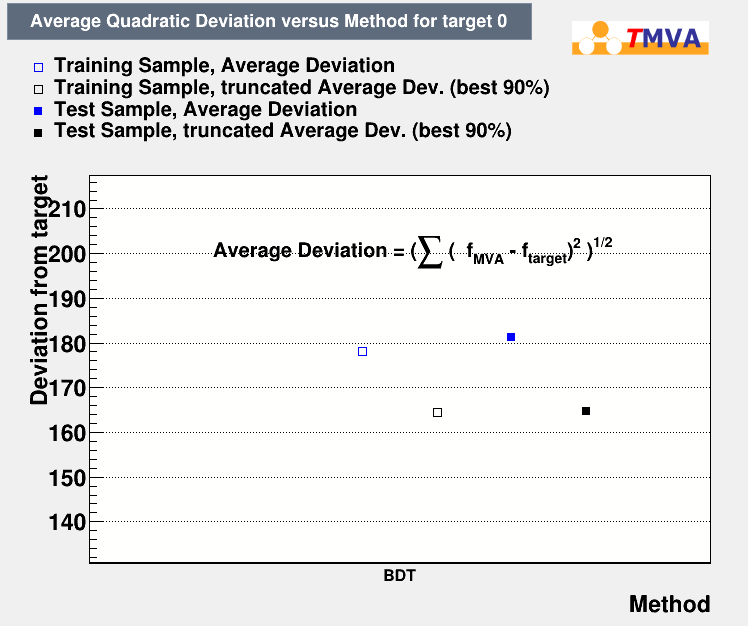 Average Quadratic Deviation versus Method for target 0
TMVA
Training Sample, Average Deviation
Training Sample, truncated Average Dev. (best 90%)
Test Sample, Average Deviation
Test Sample, truncated Average Dev. (best 90%)
Deviation from target
210
200
190
180
170
160
150
140
Average Deviation = (∑ ( f_MVA - f_target)^2 )^1/2
BDT
Method